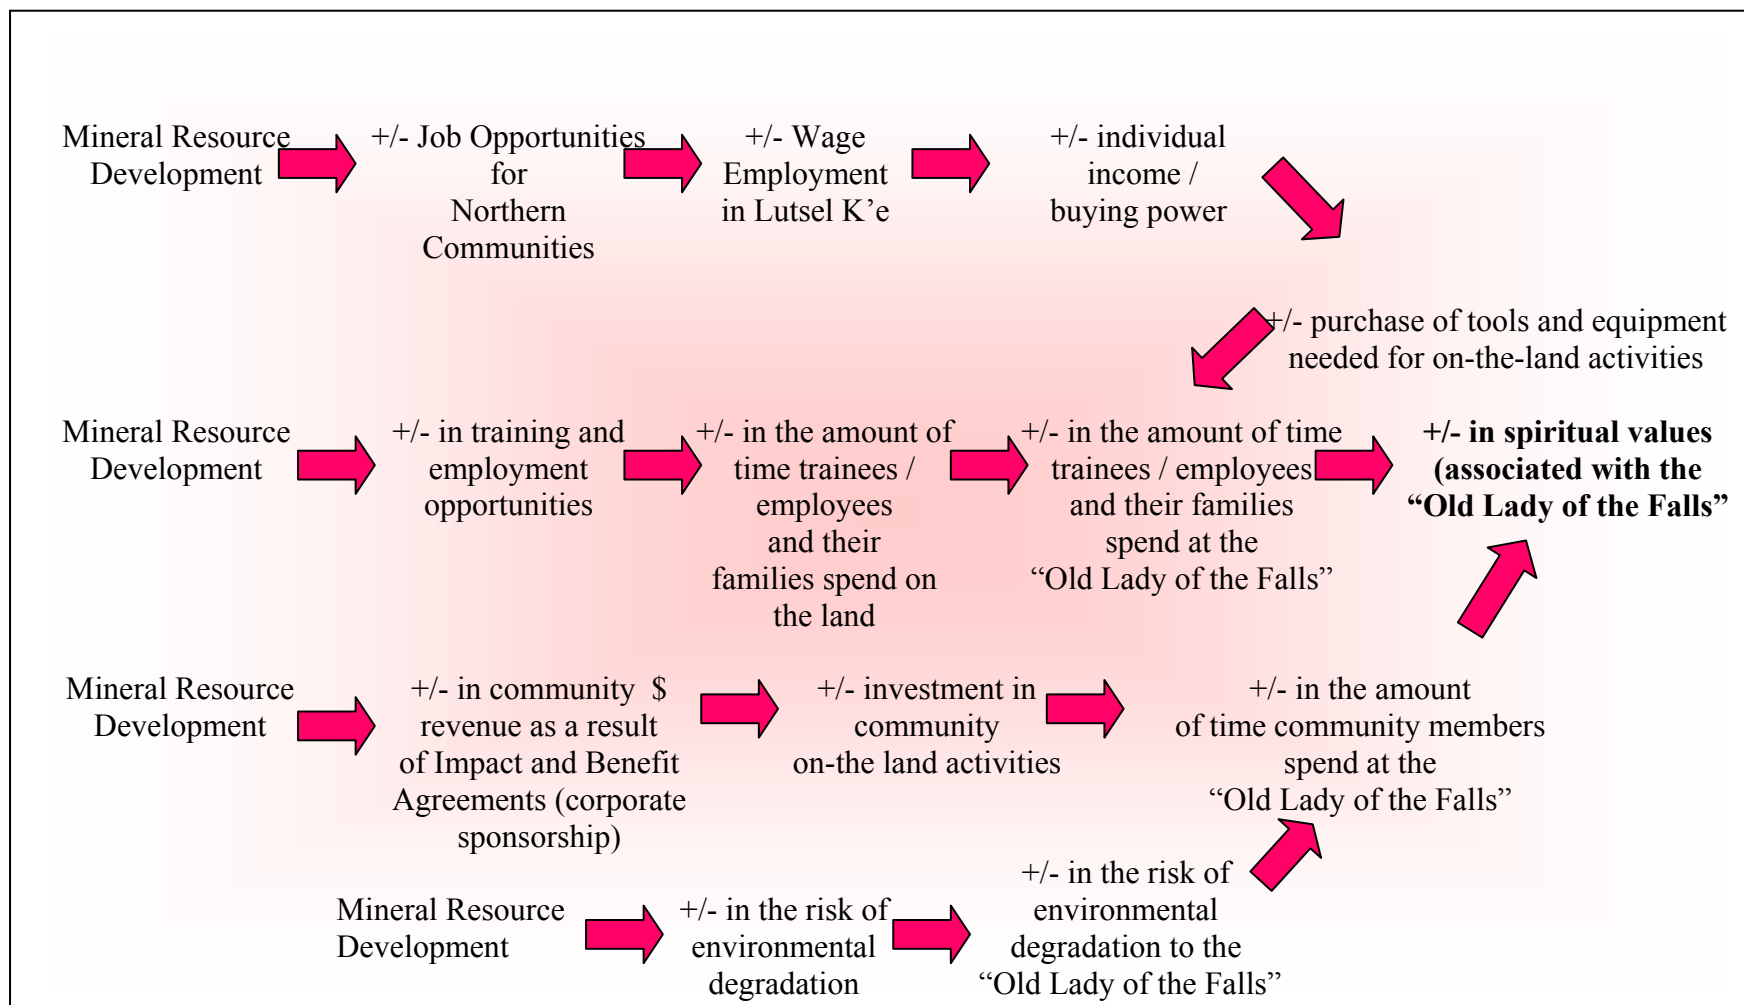 Mineral Resource
Development
+/- Job Opportunities
for
Northern
Communities
+/- Wage
Employment
in Lutsel K’e
+/- individual
income /
buying power
+/- purchase of tools and equipment
needed for on-the-land activities
Mineral Resource
Development
+/- in training and
employment
opportunities
+/- in the amount of
time trainees /
employees
and their
families spend on
the land
+/- in the amount of time
trainees / employees
and their families
spend at the
“Old Lady of the Falls”
+/- in spiritual values
(associated with the
“Old Lady of the Falls”
Mineral Resource
Development
+/- in community $
revenue as a result
of Impact and Benefit
Agreements (corporate
sponsorship)
+/- investment in
community
on-the land activities
+/- in the amount
of time community members
spend at the
“Old Lady of the Falls”
Mineral Resource
Development
+/- in the risk of
environmental
degradation
+/- in the risk of
environmental
degradation to the
“Old Lady of the Falls”